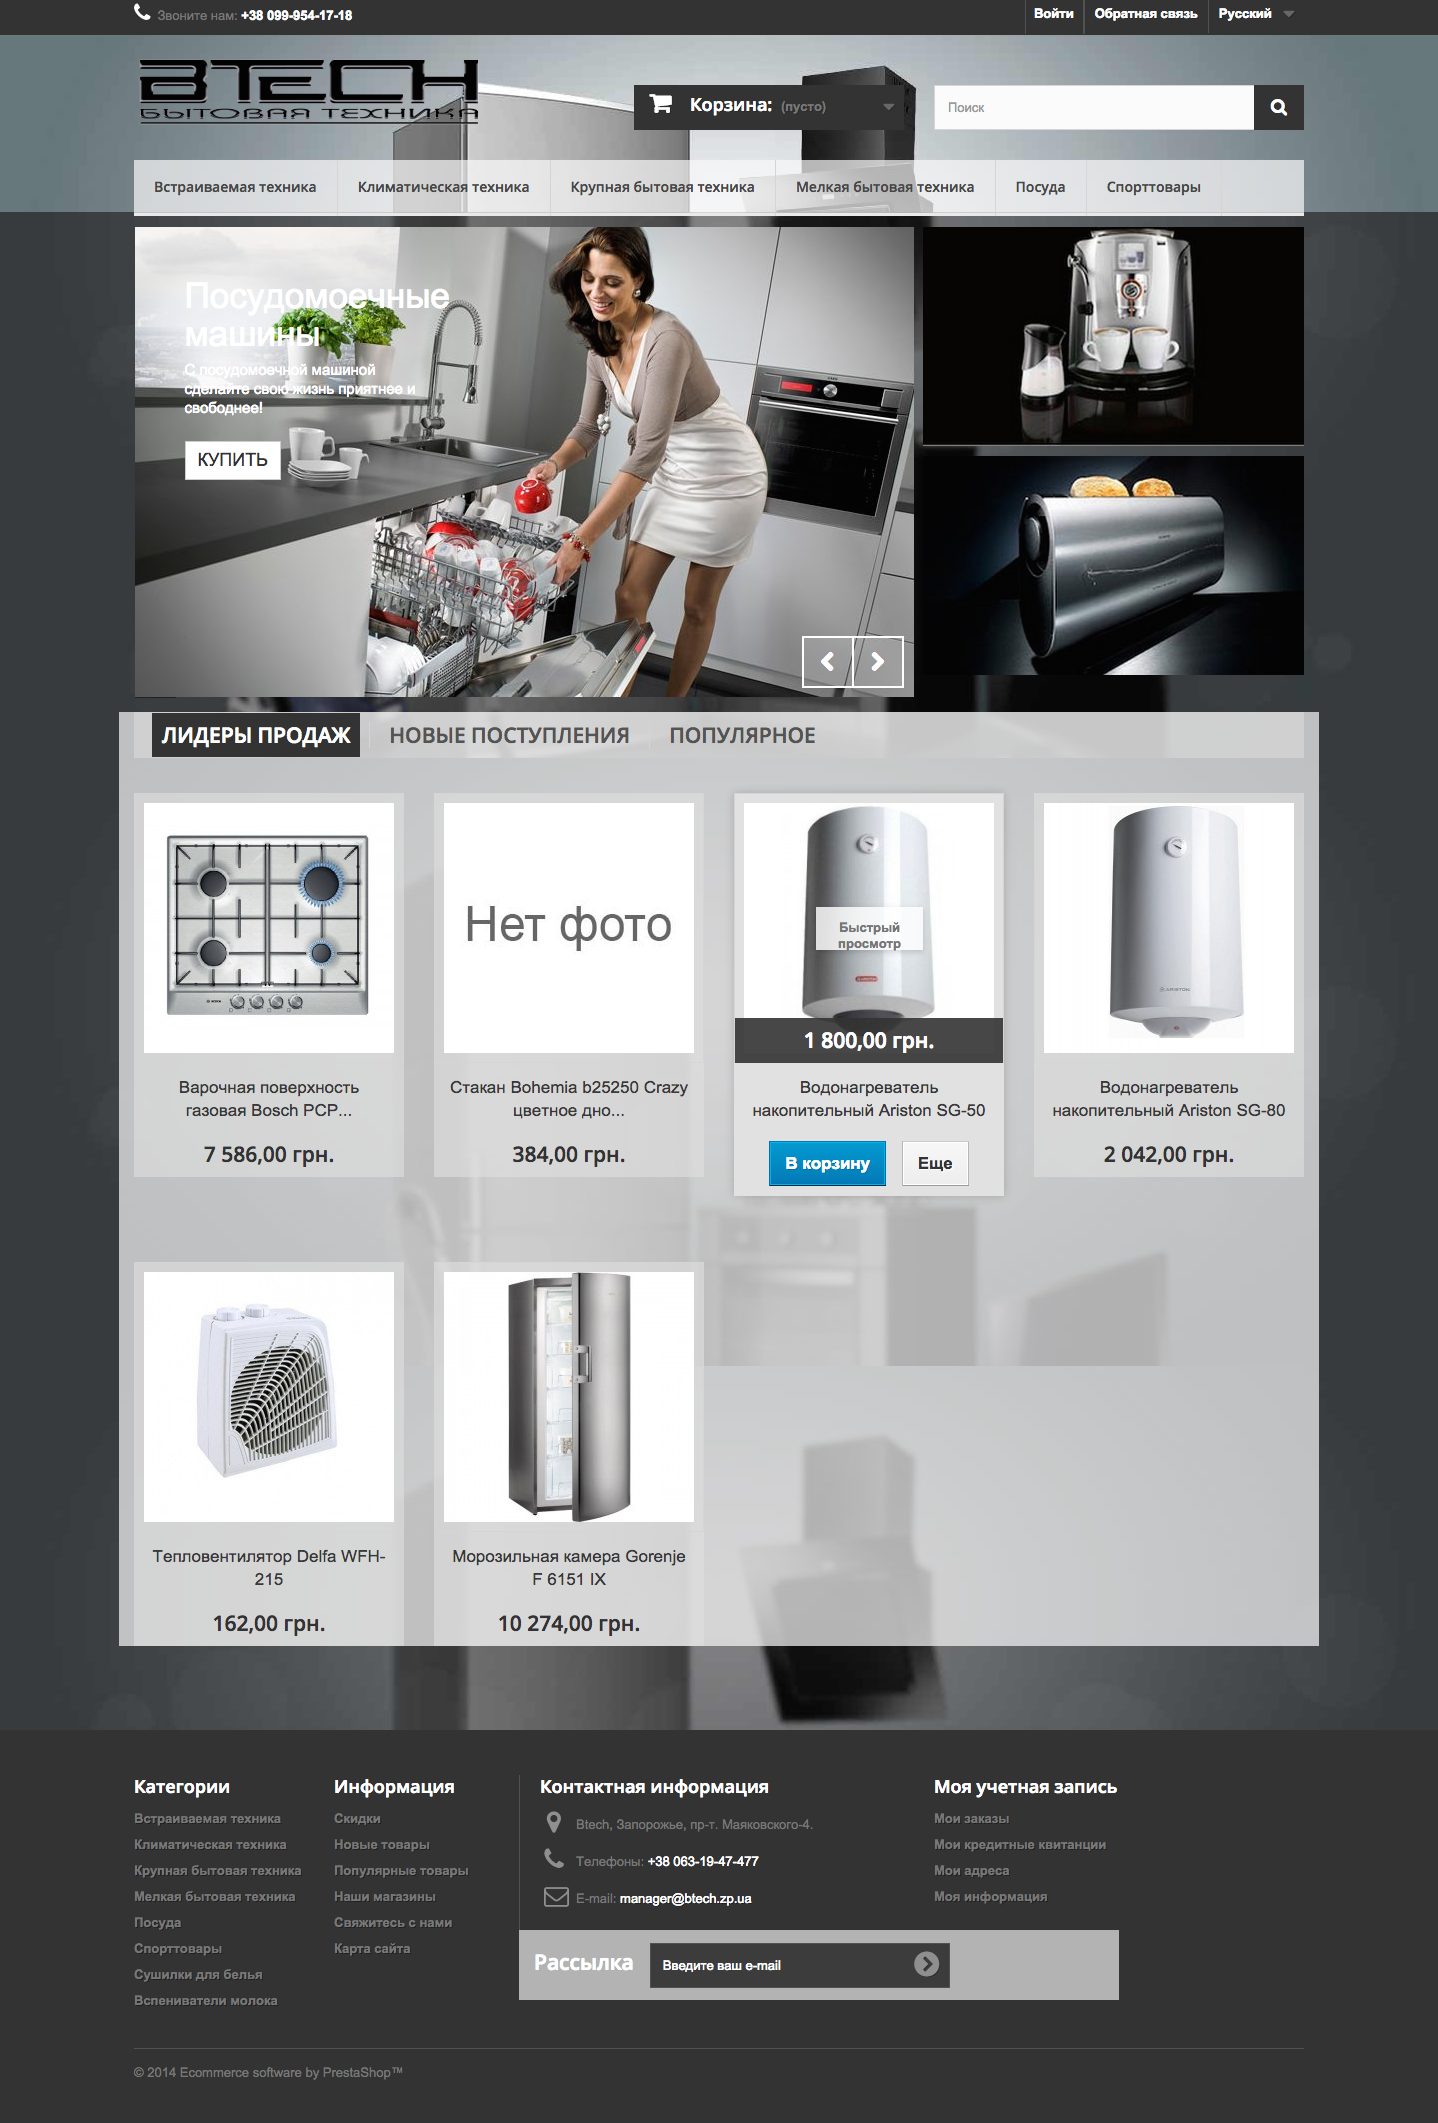 Звоните нам: +38 099-954-17-18
Войти
Обратная связь
Русский
BTECH
БЫТОВАЯ ТЕХНИКА
Корзина: (пусто)
Поиск
Встраиваемая техника
Климатическая техника
Крупная бытовая техника
Мелкая бытовая техника
Посуда
Спорттовары
Посудомоечные
машины
С посудомоечной машиной
сделайте свою жизнь приятнее и
свободнее!
КУПИТЬ
ЛИДЕРЫ ПРОДАЖ
НОВЫЕ ПОСТУПЛЕНИЯ
ПОПУЛЯРНОЕ
Варочная поверхность
газовая Bosch PCP...
7 586,00 грн.
Нет фото
Стакан Bohemia b25250 Crazy
цветное дно...
384,00 грн.
Быстрый
просмотр
1 800,00 грн.
Водонагреватель
накопительный Ariston SG-50
В корзину
Еще
ARISTON
Водонагреватель
накопительный Ariston SG-80
2 042,00 грн.
Тепловентилятор Delfa WFH-
215
162,00 грн.
Морозильная камера Gorenje
F 6151 IX
10 274,00 грн.
Категории
Встраиваемая техника
Климатическая техника
Крупная бытовая техника
Мелкая бытовая техника
Посуда
Спорттовары
Сушилки для белья
Вспениватели молока
Информация
Скидки
Новые товары
Популярные товары
Наши магазины
Свяжитесь с нами
Карта сайта
Контактная информация
Btech, Запорожье, пр-т. Маяковского-4.
Телефоны: +38 063-19-47-477
E-mail: manager@btech.zp.ua
Моя учетная запись
Мои заказы
Мои кредитные квитанции
Мои адреса
Моя информация
Рассылка
Введите ваш e-mail
© 2014 Ecommerce software by PrestaShop™